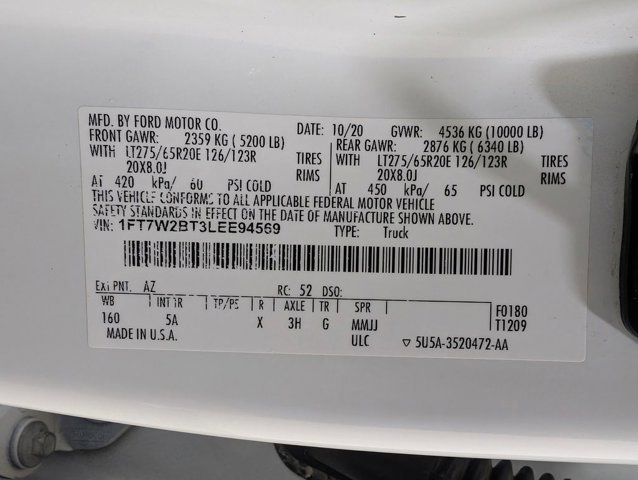 MFD. BY FORD MOTOR CO. DATE: 10/20 GVWR: 4536 KG (10000 LB)
FRONT GAWR: 2359 KG (5200 LB) REAR GAWR: 2876 KG (6340 LB)
WITH LT275/65R20E 126/123R TIRES WITH LT275/65R20E 126/123R TIRES
20X8.0J RIMS 20X8.0J RIMS
AT 420 kPa/ 60 PSI COLD AT 450 kPa/ 65 PSI COLD
THIS VEHICLE CONFORMS TO ALL APPLICABLE FEDERAL MOTOR VEHICLE
SAFETY STANDARDS IN EFFECT ON THE DATE OF MANUFACTURE SHOWN ABOVE.
VIN: 1FT7W2BT3LEE94569 TYPE: Truck
EXT PNT: AZ RC: 52 DSO:
WB INT TR TP/PS R AXLE TR SPR F0180
160 5A X 3H G MMJJ T1209
MADE IN U.S.A. ULC ▽ 5U5A-3520472-AA